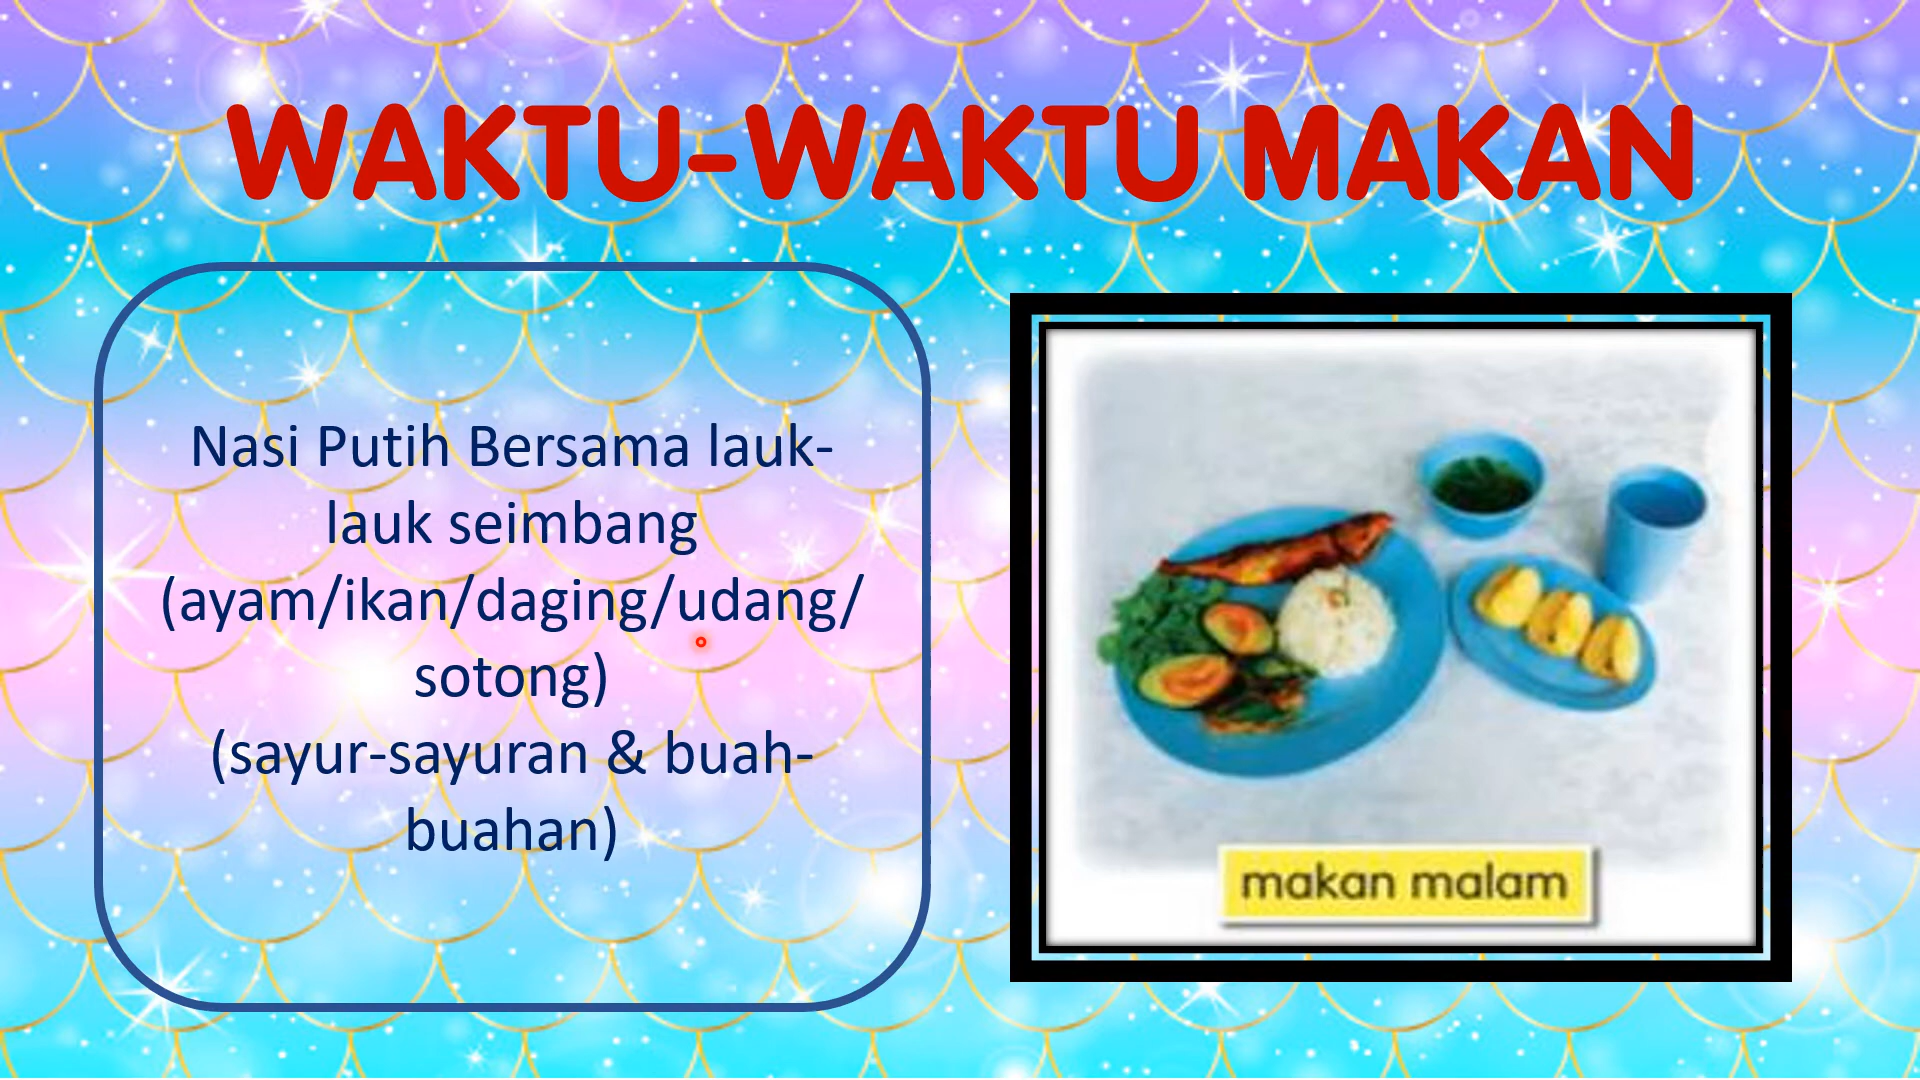 WAKTU-WAKTU MAKAN
Nasi Putih Bersama lauk-
lauk seimbang
(ayam/ikan/daging/udang/
sotong)
(sayur-sayuran & buah-
buahan)
makan malam